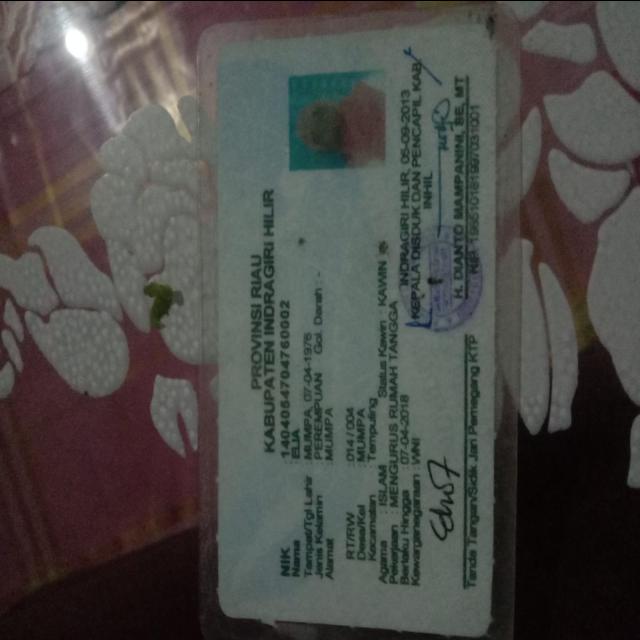 PROVINSI RIAU
KABUPATEN INDRAGIRI HILIR
NIK : 1404054704760002
Nama : ELIA
Tempat/Tgl Lahir : MUMPA, 07-04-1976
Jenis Kelamin : PEREMPUAN Gol. Darah : -
Alamat : MUMPA
RT/RW : 014 / 004
Desa/Kel : MUMPA
Kecamatan : Tempuling
Agama : ISLAM Status Kawin : KAWIN
Pekerjaan : MENGURUS RUMAH TANGGA
Berlaku Hingga : 07-04-2018
Kewarganegaraan : WNI
INDRAGIRI HILIR, 05-09-2013
KEPALA DISDUK DAN PENCAPIL KAB
INHIL
H. DIANTO MAMPANINI, SE, MT
NIP.
Tanda Tangan/Sidik Jari Pemegang KTP